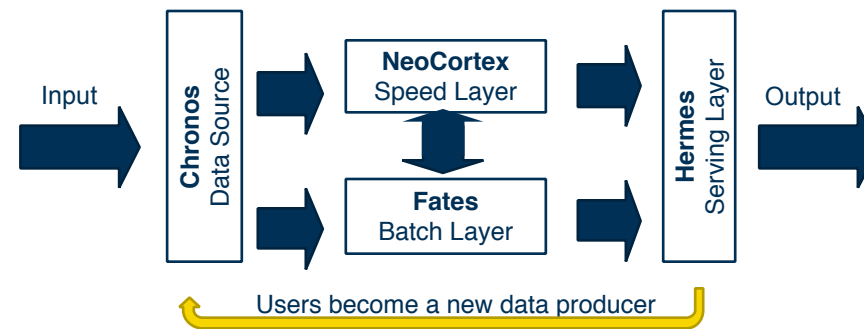 Input
Chronos
Data Source
NeoCortex
Speed Layer
Fates
Batch Layer
Hermes
Serving Layer
Output
Users become a new data producer